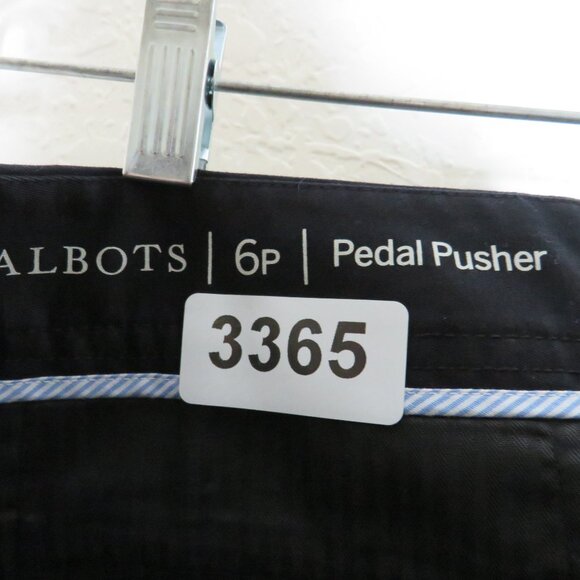 ALBOTS | 6P | Pedal Pusher
3365